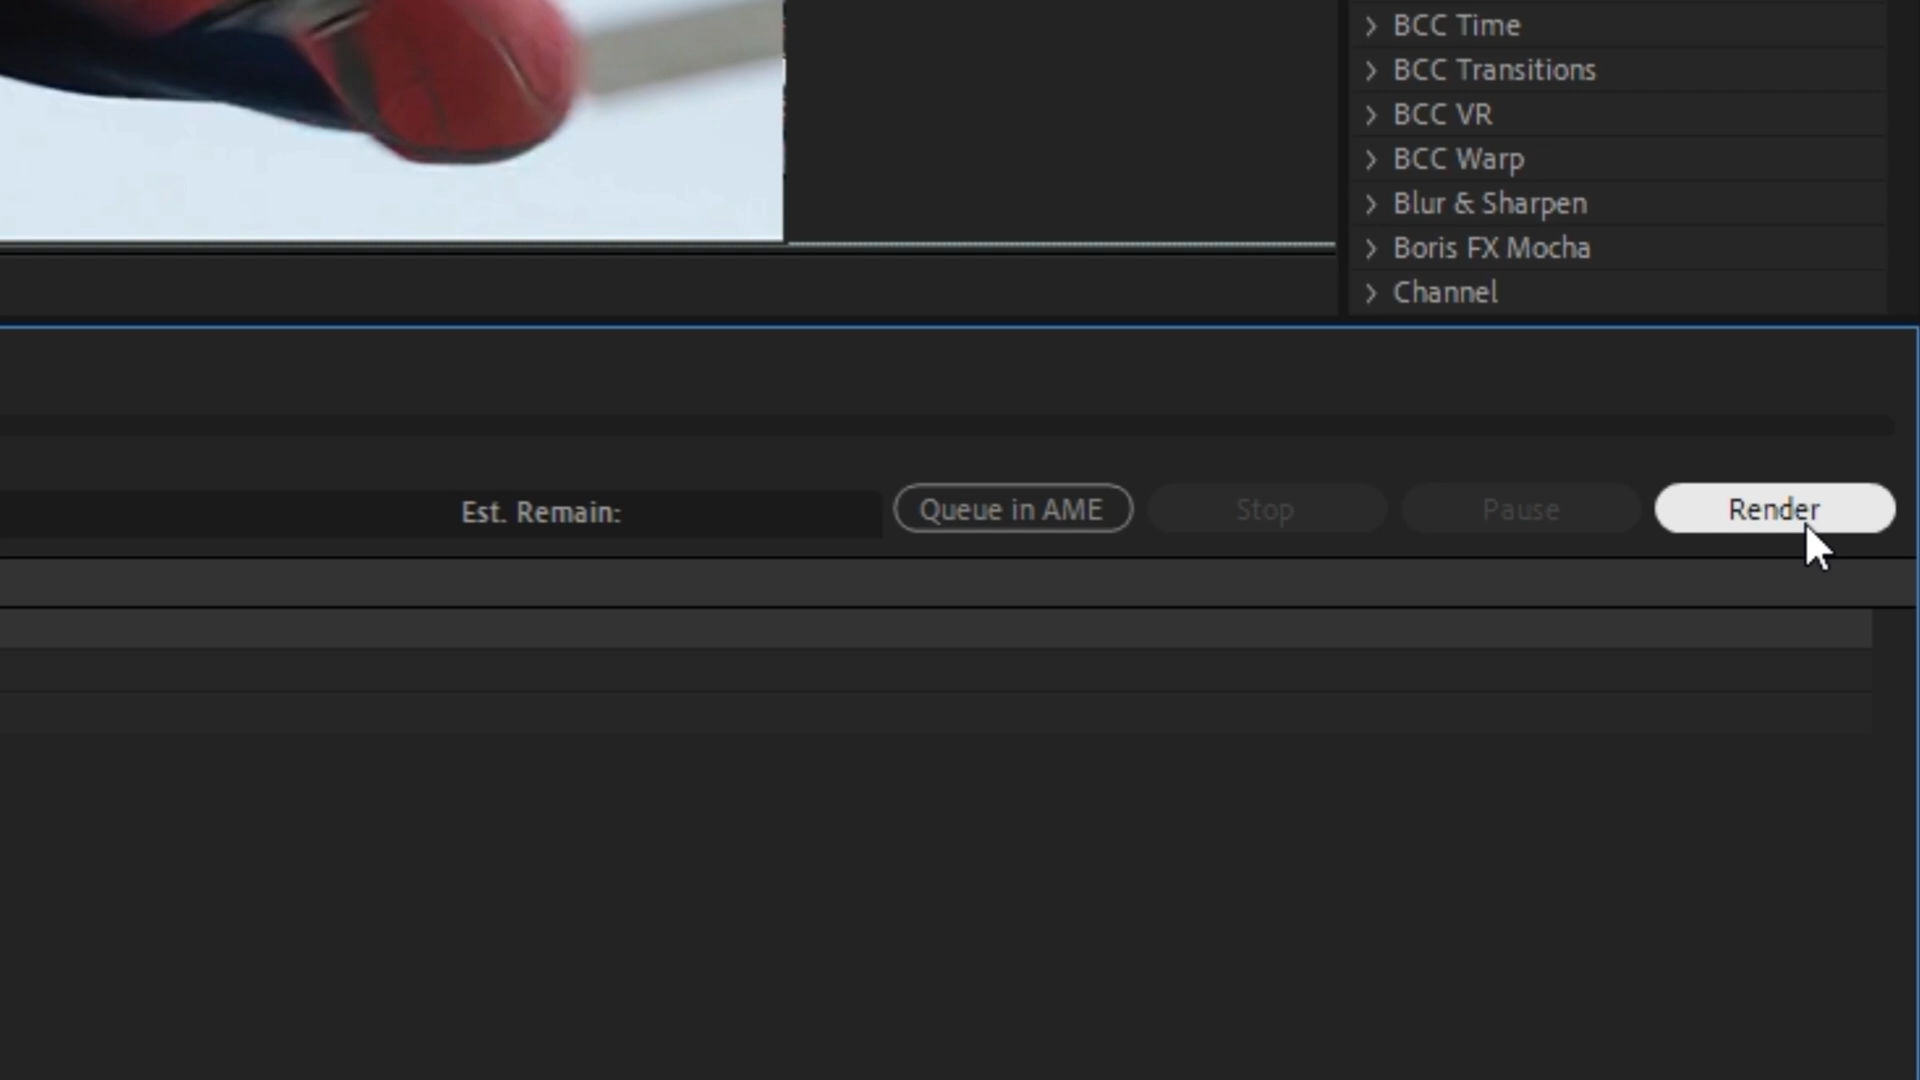 BCC Time
BCC Transitions
BCC VR
BCC Warp
Blur & Sharpen
Boris FX Mocha
Channel
Est. Remain:
Queue in AME
Stop
Pause
Render